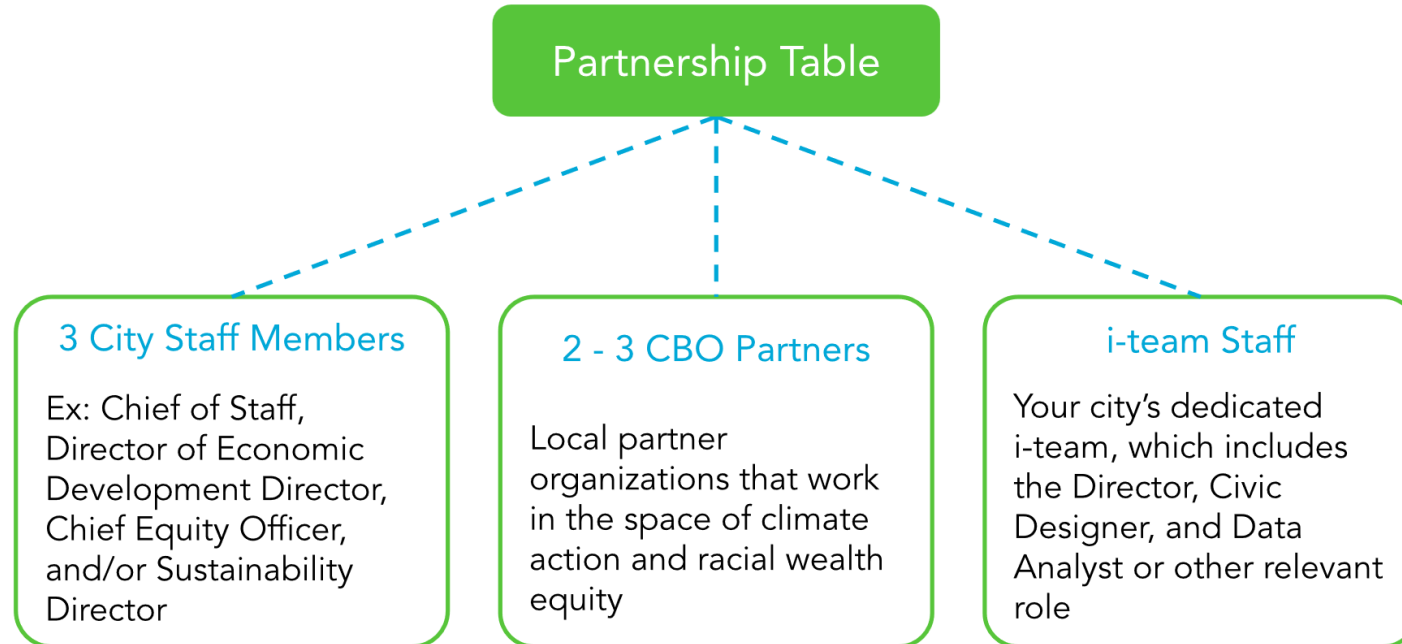 Partnership Table
3 City Staff Members
Ex: Chief of Staff,
Director of Economic
Development Director,
Chief Equity Officer,
and/or Sustainability
Director
2 - 3 CBO Partners
Local partner
organizations that work
in the space of climate
action and racial wealth
equity
i-team Staff
Your city’s dedicated
i-team, which includes
the Director, Civic
Designer, and Data
Analyst or other relevant
role